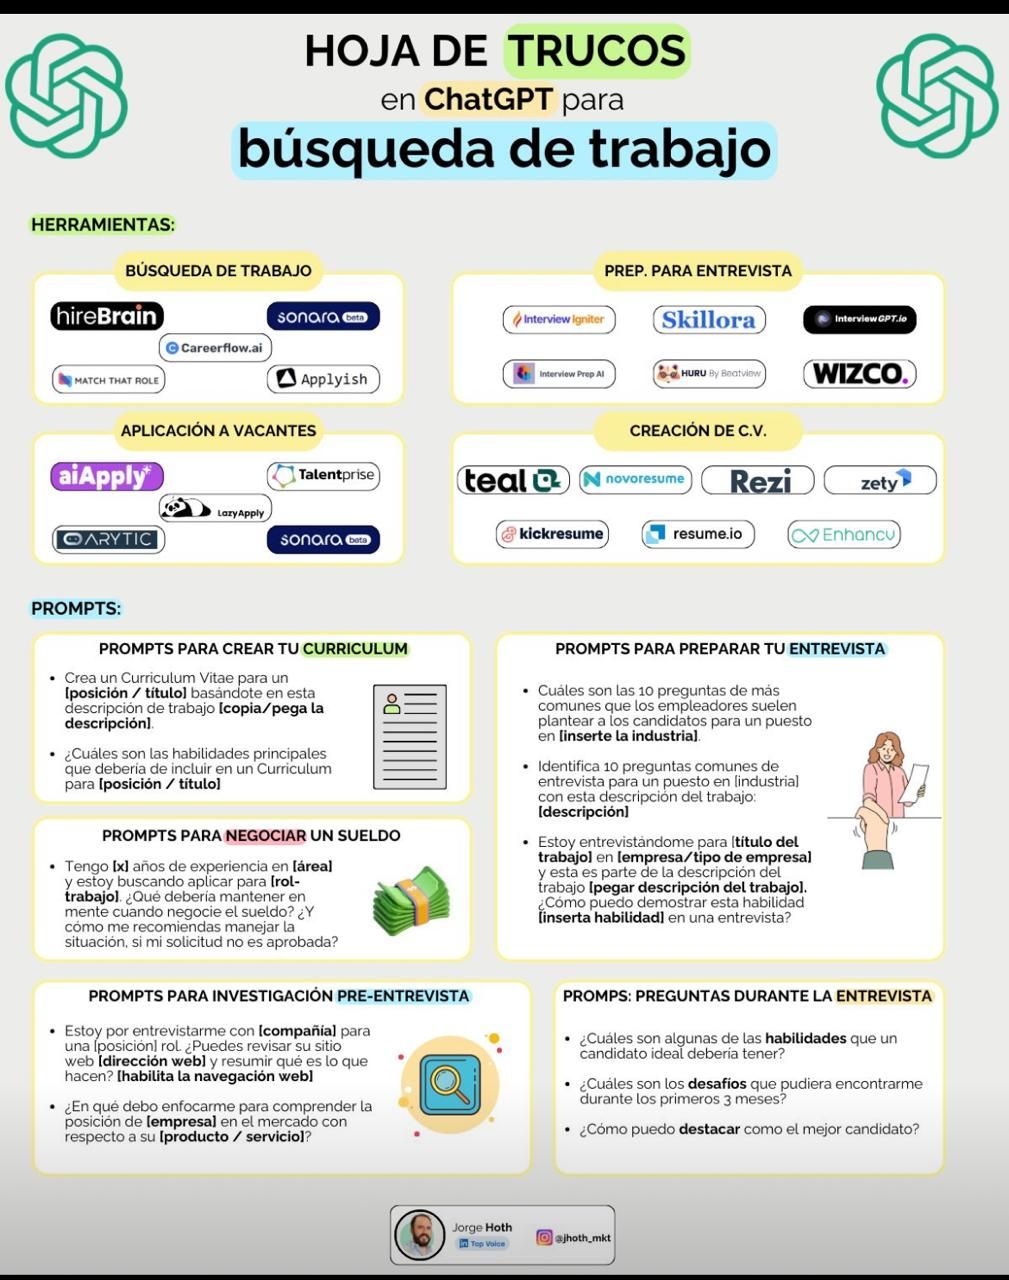 HOJA DE TRUCOS
en ChatGPT para
búsqueda de trabajo
HERRAMIENTAS:
BÚSQUEDA DE TRABAJO
hireBrain
sonara beta
Careerflow.ai
MATCH THAT ROLE
Applyish
PREP. PARA ENTREVISTA
Interview Igniter
Skillora
InterviewGPT.io
Interview Prep AI
HURU By Beatview
WIZCO.
APLICACIÓN A VACANTES
aiApply
Talentprise
LazyApply
ARYTIC
sonara beta
CREACIÓN DE C.V.
teal
novoresume
Rezi
zety
kickresume
resume.io
Enhancv
PROMPTS:
PROMPTS PARA CREAR TU CURRICULUM
• Crea un Curriculum Vitae para un
[posición / título] basándote en esta
descripción de trabajo [copia/pega la
descripción].
• ¿Cuáles son las habilidades principales
que debería de incluir en un Curriculum
para [posición / título]
PROMPTS PARA NEGOCIAR UN SUELDO
• Tengo [x] años de experiencia en [área]
y estoy buscando aplicar para [rol-
trabajo]. ¿Qué debería mantener en
mente cuando negocie el sueldo? ¿Y
cómo me recomiendas manejar la
situación, si mi solicitud no es aprobada?
PROMPTS PARA PREPARAR TU ENTREVISTA
• Cuáles son las 10 preguntas de más
comunes que los empleadores suelen
plantear a los candidatos para un puesto
en [inserte la industria].
• Identifica 10 preguntas comunes de
entrevista para un puesto en [industria]
con esta descripción del trabajo:
[descripción]
• Estoy entrevistándome para [título del
trabajo] en [empresa/tipo de empresa]
y esta es parte de la descripción del
trabajo [pegar descripción del trabajo].
¿Cómo puedo demostrar esta habilidad
[inserta habilidad] en una entrevista?
PROMPTS PARA INVESTIGACIÓN PRE-ENTREVISTA
• Estoy por entrevistarme con [compañía] para
una [posición] rol. ¿Puedes revisar su sitio
web [dirección web] y resumir qué es lo que
hacen? [habilita la navegación web]
• ¿En qué debo enfocarme para comprender la
posición de [empresa] en el mercado con
respecto a su [producto / servicio]?
PROMPS: PREGUNTAS DURANTE LA ENTREVISTA
• ¿Cuáles son algunas de las habilidades que un
candidato ideal debería tener?
• ¿Cuáles son los desafíos que pudiera encontrarme
durante los primeros 3 meses?
• ¿Cómo puedo destacar como el mejor candidato?
Jorge Hoth
in Top Voice
@jhoth_mkt